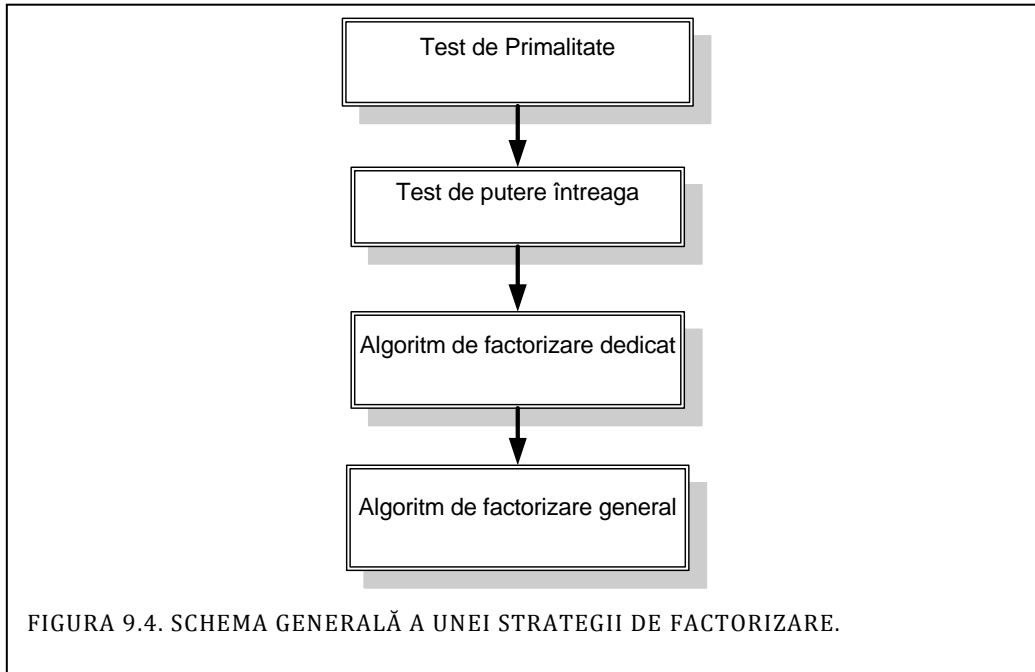 Test de Primalitate
Test de putere întreaga
Algoritm de factorizare dedicat
Algoritm de factorizare general
FIGURA 9.4. SCHEMA GENERALĂ A UNEI STRATEGII DE FACTORIZARE.